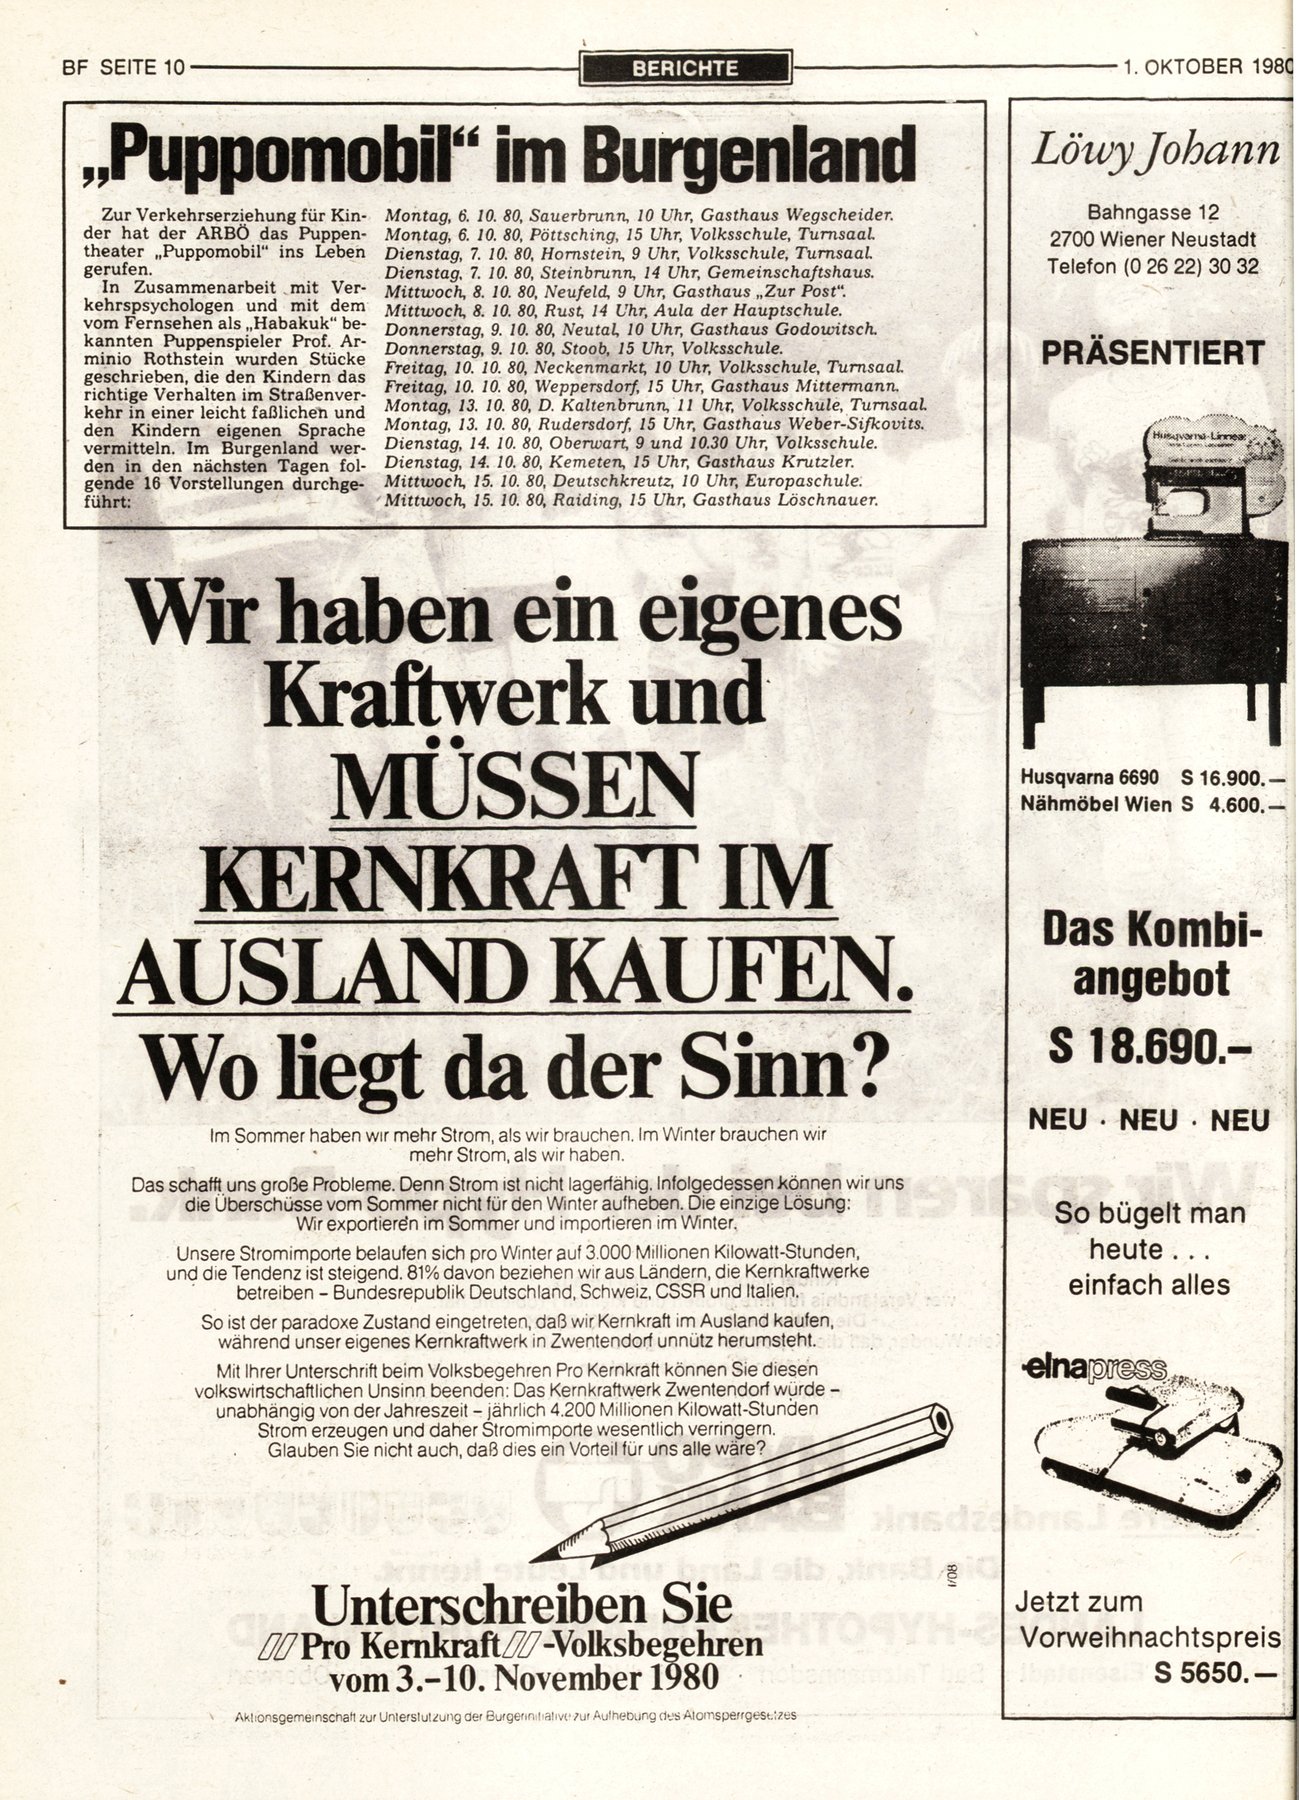 BF SEITE 10
BERICHTE
1. OKTOBER 1980
„Puppomobil“ im Burgenland
Zur Verkehrserziehung für Kin-
der hat der ARBÖ das Puppen-
theater „Puppomobil“ ins Leben
gerufen.
In Zusammenarbeit mit Ver-
kehrspsychologen und mit dem
vom Fernsehen als „Habakuk“ be-
kannten Puppenspieler Prof. Ar-
minio Rothstein wurden Stücke
geschrieben, die den Kindern das
richtige Verhalten im Straßenver-
kehr in einer leicht faßlichen und
den Kindern eigenen Sprache
vermitteln. Im Burgenland wer-
den in den nächsten Tagen fol-
gende 16 Vorstellungen durchge-
führt:
Montag, 6. 10. 80, Sauerbrunn, 10 Uhr, Gasthaus Wegscheider.
Montag, 6. 10. 80, Pöttsching, 15 Uhr, Volksschule, Turnsaal.
Dienstag, 7. 10. 80, Hornstein, 9 Uhr, Volksschule, Turnsaal.
Dienstag, 7. 10. 80, Steinbrunn, 14 Uhr, Gemeinschaftshaus.
Mittwoch, 8. 10. 80, Neufeld, 9 Uhr, Gasthaus „Zur Post“.
Mittwoch, 8. 10. 80, Rust, 14 Uhr, Aula der Hauptschule.
Donnerstag, 9. 10. 80, Neutal, 10 Uhr, Gasthaus Godowitsch.
Donnerstag, 9. 10. 80, Stoob, 15 Uhr, Volksschule.
Freitag, 10. 10. 80, Neckenmarkt, 10 Uhr, Volksschule, Turnsaal.
Freitag, 10. 10. 80, Weppersdorf, 15 Uhr, Gasthaus Mittermann.
Montag, 13. 10. 80, D. Kaltenbrunn, 11 Uhr, Volksschule, Turnsaal.
Montag, 13. 10. 80, Rudersdorf, 15 Uhr, Gasthaus Weber-Sifkovits.
Dienstag, 14. 10. 80, Oberwart, 9 und 10.30 Uhr, Volksschule.
Dienstag, 14. 10. 80, Kemeten, 15 Uhr, Gasthaus Krutzler.
Mittwoch, 15. 10. 80, Deutschkreutz, 10 Uhr, Europaschule.
Mittwoch, 15. 10. 80, Raiding, 15 Uhr, Gasthaus Löschnauer.
Wir haben ein eigenes
Kraftwerk und
MÜSSEN
KERNKRAFT IM
AUSLAND KAUFEN.
Wo liegt da der Sinn?
Im Sommer haben wir mehr Strom, als wir brauchen. Im Winter brauchen wir
mehr Strom, als wir haben.
Das schafft uns große Probleme. Denn Strom ist nicht lagerfähig. Infolgedessen können wir uns
die Überschüsse vom Sommer nicht für den Winter aufheben. Die einzige Lösung:
Wir exportieren im Sommer und importieren im Winter.
Unsere Stromimporte belaufen sich pro Winter auf 3.000 Millionen Kilowatt-Stunden,
und die Tendenz ist steigend. 81% davon beziehen wir aus Ländern, die Kernkraftwerke
betreiben – Bundesrepublik Deutschland, Schweiz, CSSR und Italien.
So ist der paradoxe Zustand eingetreten, daß wir Kernkraft im Ausland kaufen,
während unser eigenes Kernkraftwerk in Zwentendorf unnütz herumsteht.
Mit Ihrer Unterschrift beim Volksbegehren Pro Kernkraft können Sie diesen
volkswirtschaftlichen Unsinn beenden: Das Kernkraftwerk Zwentendorf würde –
unabhängig von der Jahreszeit – jährlich 4.200 Millionen Kilowatt-Stunden
Strom erzeugen und daher Stromimporte wesentlich verringern.
Glauben Sie nicht auch, daß dies ein Vorteil für uns alle wäre?
Unterschreiben Sie
Pro Kernkraft -Volksbegehren
vom 3.–10. November 1980
Aktionsgemeinschaft zur Unterstützung der Bürgerinitiative zur Aufhebung des Atomsperrgesetzes
Löwy Johann
Bahngasse 12
2700 Wiener Neustadt
Telefon (0 26 22) 30 32
PRÄSENTIERT
Husqvarna 6690 S 16.900.–
Nähmöbel Wien S 4.600.–
Das Kombi-
angebot
S 18.690.–
NEU · NEU · NEU
So bügelt man
heute . . .
einfach alles
elnapress
Jetzt zum
Vorweihnachtspreis
S 5650.–